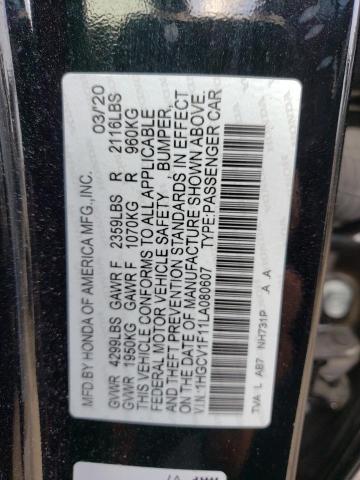 MFD BY HONDA OF AMERICA MFG.,INC. 03/20
GVWR 4299LBS GAWR F 2359LBS R 2116LBS
GVWR 1950KG GAWR F 1070KG R 960KG
THIS VEHICLE CONFORMS TO ALL APPLICABLE
FEDERAL MOTOR VEHICLE SAFETY, BUMPER,
AND THEFT PREVENTION STANDARDS IN EFFECT
ON THE DATE OF MANUFACTURE SHOWN ABOVE.
V.I.N.:1HGCV1F11LA080607 TYPE:PASSENGER CAR
TVA L AB7 NH731P A A